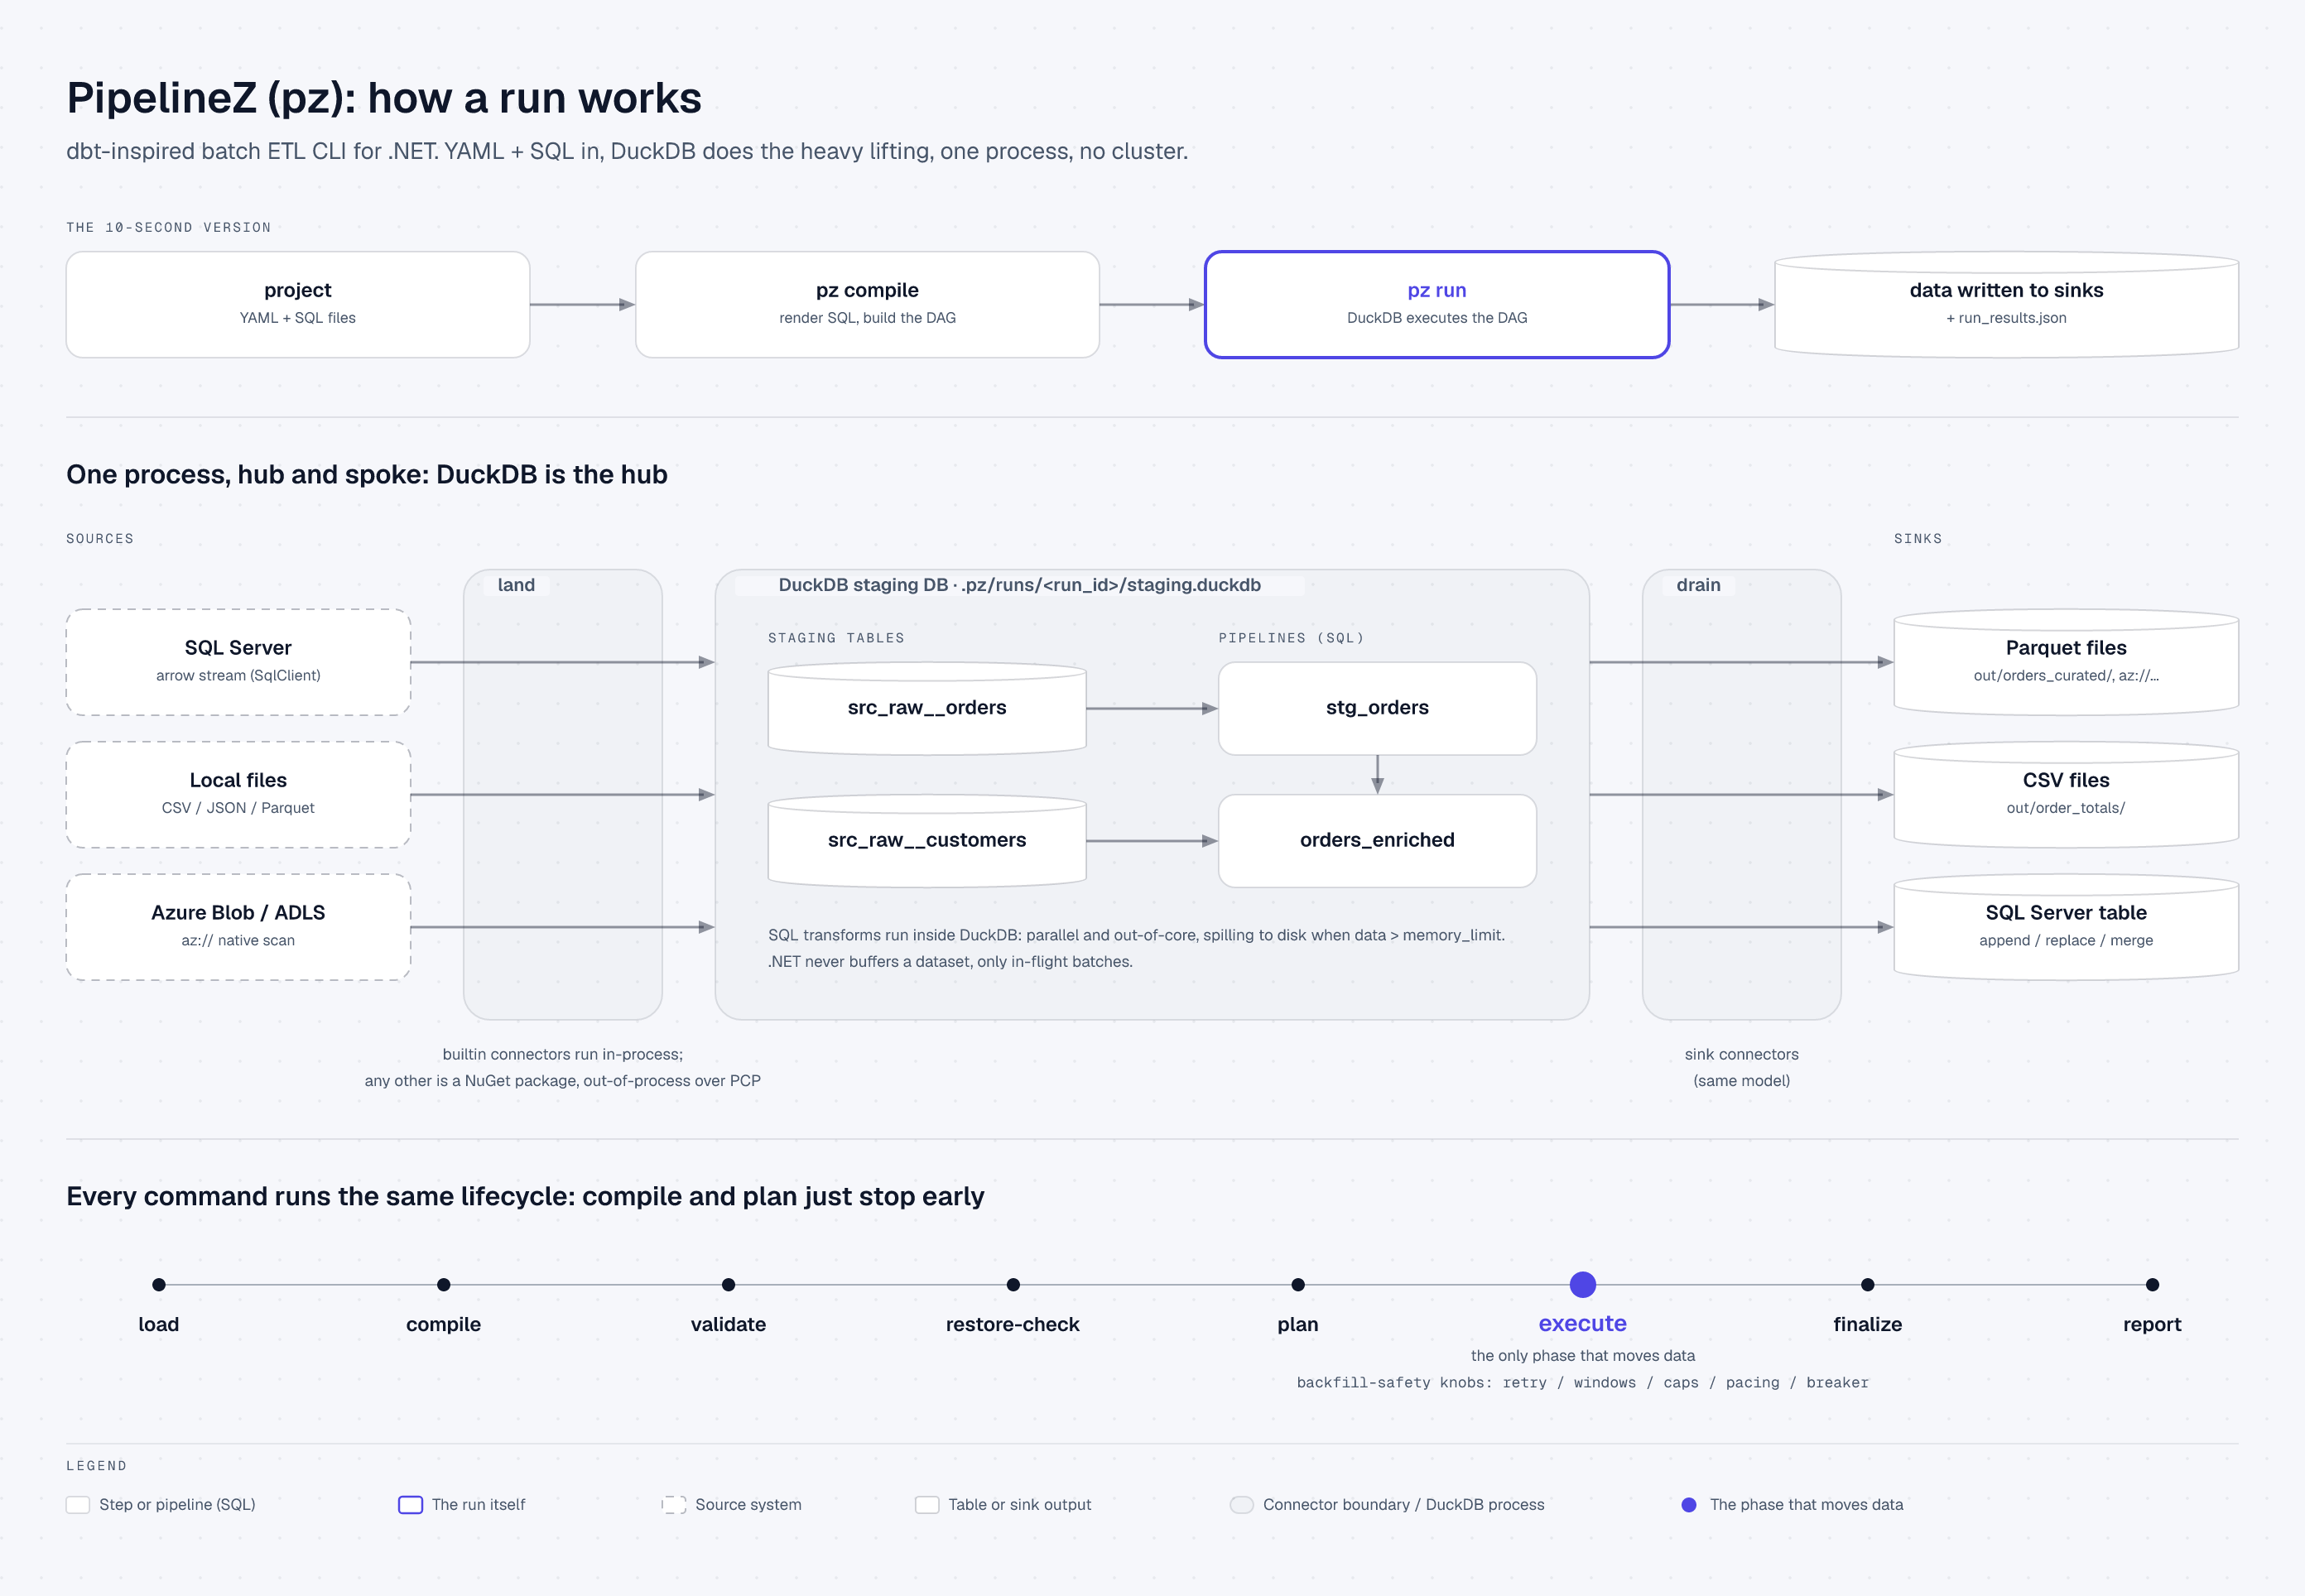 PipelineZ (pz): how a run works
dbt-inspired batch ETL CLI for .NET. YAML + SQL in, DuckDB does the heavy lifting, one process, no cluster.
THE 10-SECOND VERSION
project
YAML + SQL files
pz compile
render SQL, build the DAG
pz run
DuckDB executes the DAG
data written to sinks
+ run_results.json
One process, hub and spoke: DuckDB is the hub
SOURCES
SINKS
land
DuckDB staging DB · .pz/runs/<run_id>/staging.duckdb
drain
SQL Server
arrow stream (SqlClient)
Local files
CSV / JSON / Parquet
Azure Blob / ADLS
az:// native scan
STAGING TABLES
PIPELINES (SQL)
src_raw__orders
stg_orders
src_raw__customers
orders_enriched
SQL transforms run inside DuckDB: parallel and out-of-core, spilling to disk when data > memory_limit.
.NET never buffers a dataset, only in-flight batches.
Parquet files
out/orders_curated/, az://…
CSV files
out/order_totals/
SQL Server table
append / replace / merge
builtin connectors run in-process;
any other is a NuGet package, out-of-process over PCP
sink connectors
(same model)
Every command runs the same lifecycle: compile and plan just stop early
load
compile
validate
restore-check
plan
execute
finalize
report
the only phase that moves data
backfill-safety knobs: retry / windows / caps / pacing / breaker
LEGEND
Step or pipeline (SQL)
The run itself
Source system
Table or sink output
Connector boundary / DuckDB process
The phase that moves data